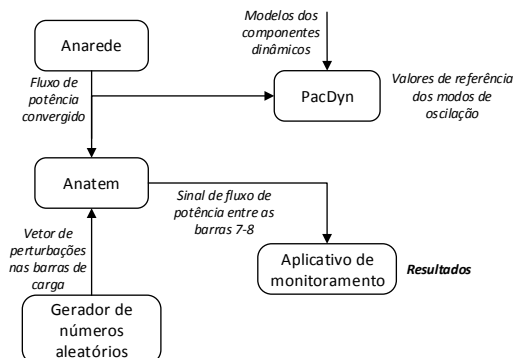 Modelos dos
componentes
dinâmicos
Anarede
Fluxo de
potência
convergido
PacDyn
Valores de referência
dos modos de
oscilação
Anatem
Sinal de fluxo de
potência entre as
barras 7-8
Vetor de
perturbações
nas barras de
carga
Aplicativo de
monitoramento
Resultados
Gerador de
números
aleatórios